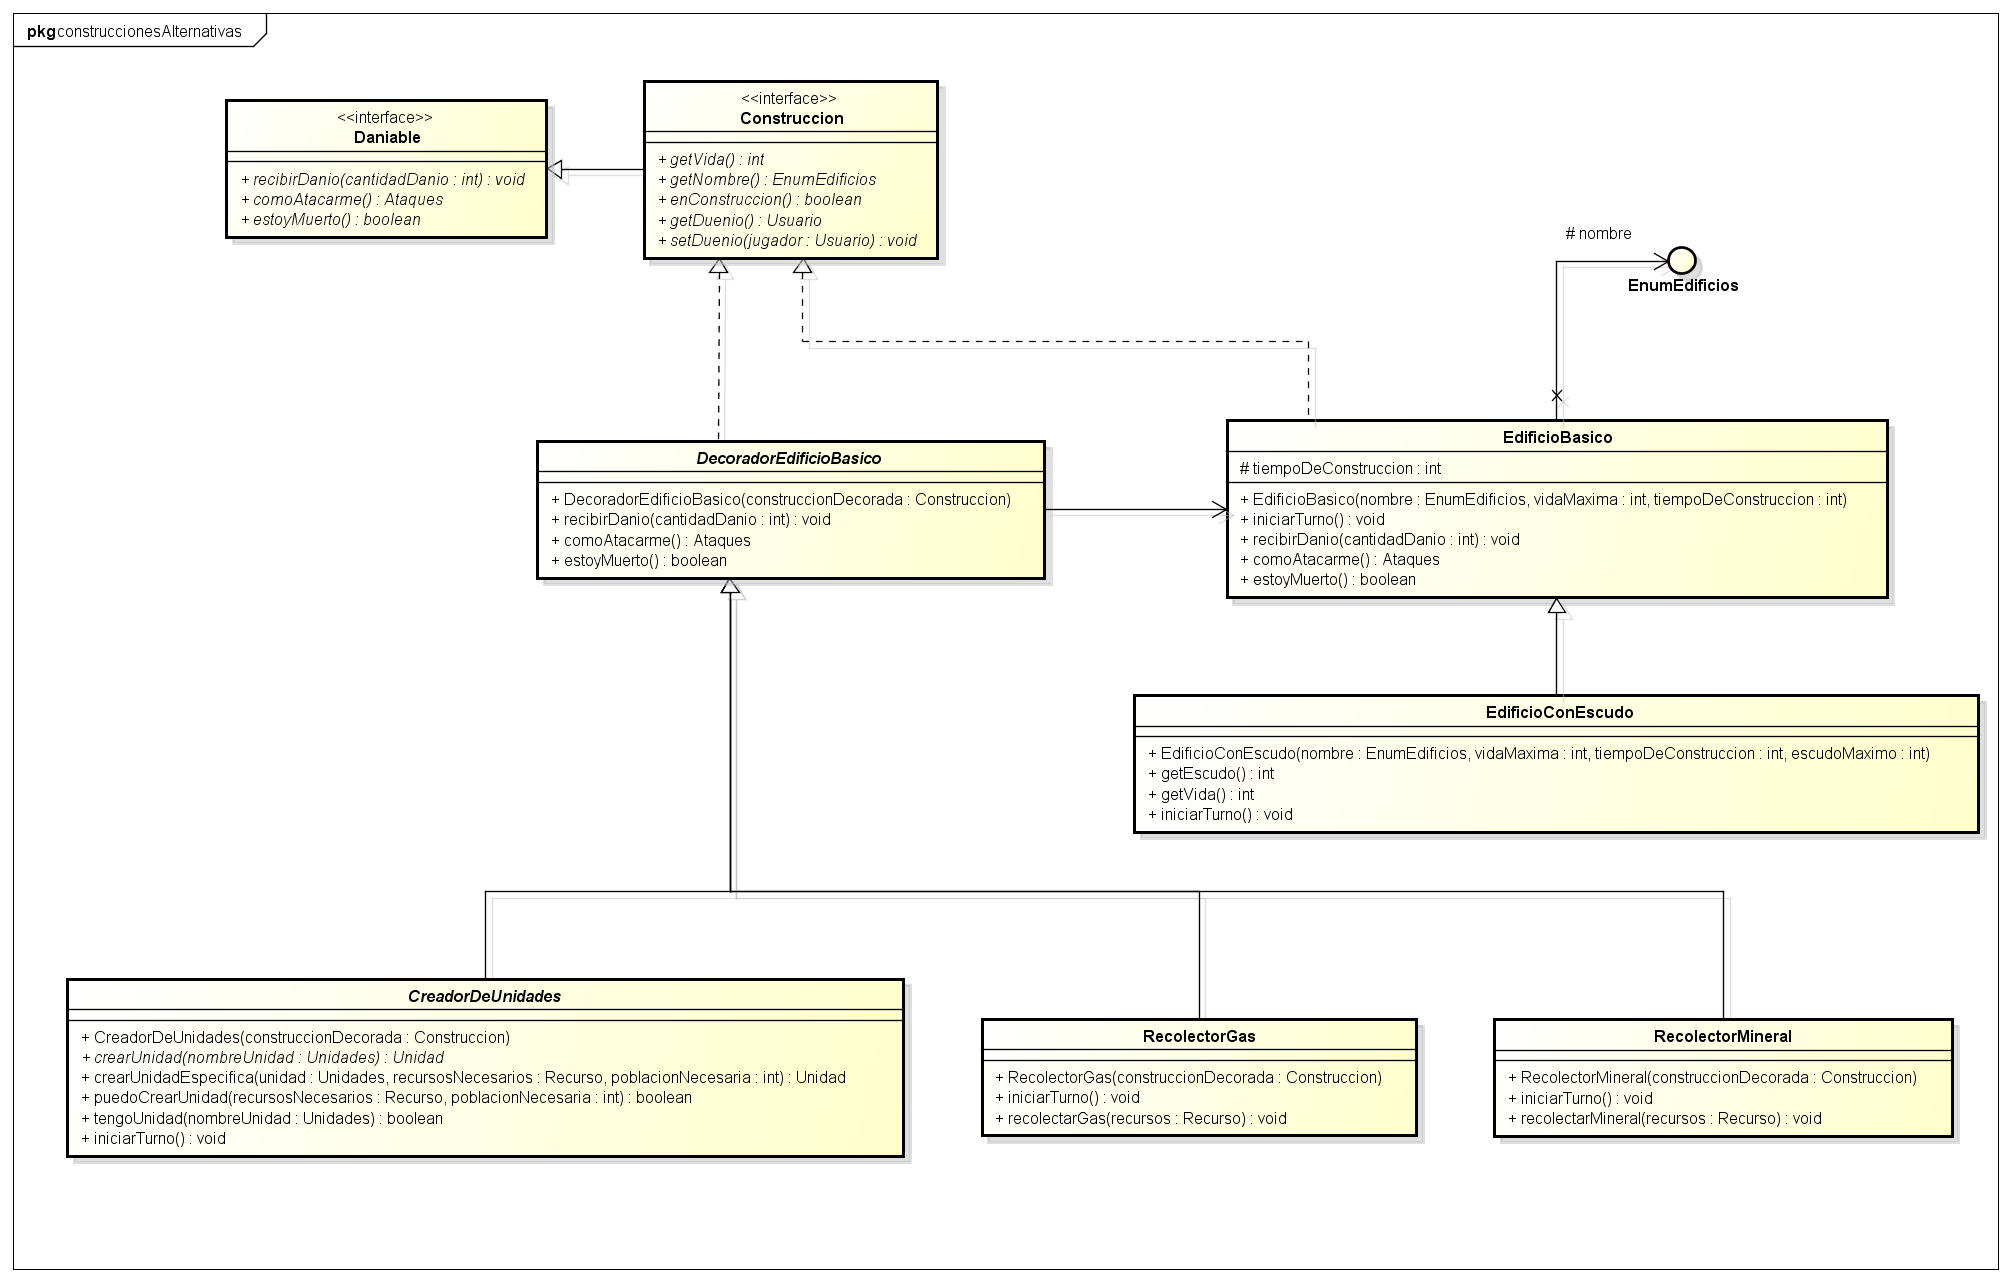 pkg construccionesAlternativas
<<interface>>
Daniable
+ recibirDanio(cantidadDanio : int) : void
+ comoAtacarme() : Ataques
+ estoyMuerto() : boolean
<<interface>>
Construccion
+ getVida() : int
+ getNombre() : EnumEdificios
+ enConstruccion() : boolean
+ getDuenio() : Usuario
+ setDuenio(jugador : Usuario) : void
# nombre
EnumEdificios
DecoradorEdificioBasico
+ DecoradorEdificioBasico(construccionDecorada : Construccion)
+ recibirDanio(cantidadDanio : int) : void
+ comoAtacarme() : Ataques
+ estoyMuerto() : boolean
EdificioBasico
# tiempoDeConstruccion : int
+ EdificioBasico(nombre : EnumEdificios, vidaMaxima : int, tiempoDeConstruccion : int)
+ iniciarTurno() : void
+ recibirDanio(cantidadDanio : int) : void
+ comoAtacarme() : Ataques
+ estoyMuerto() : boolean
EdificioConEscudo
+ EdificioConEscudo(nombre : EnumEdificios, vidaMaxima : int, tiempoDeConstruccion : int, escudoMaximo : int)
+ getEscudo() : int
+ getVida() : int
+ iniciarTurno() : void
CreadorDeUnidades
+ CreadorDeUnidades(construccionDecorada : Construccion)
+ crearUnidad(nombreUnidad : Unidades) : Unidad
+ crearUnidadEspecifica(unidad : Unidades, recursosNecesarios : Recurso, poblacionNecesaria : int) : Unidad
+ puedoCrearUnidad(recursosNecesarios : Recurso, poblacionNecesaria : int) : boolean
+ tengoUnidad(nombreUnidad : Unidades) : boolean
+ iniciarTurno() : void
RecolectorGas
+ RecolectorGas(construccionDecorada : Construccion)
+ iniciarTurno() : void
+ recolectarGas(recursos : Recurso) : void
RecolectorMineral
+ RecolectorMineral(construccionDecorada : Construccion)
+ iniciarTurno() : void
+ recolectarMineral(recursos : Recurso) : void